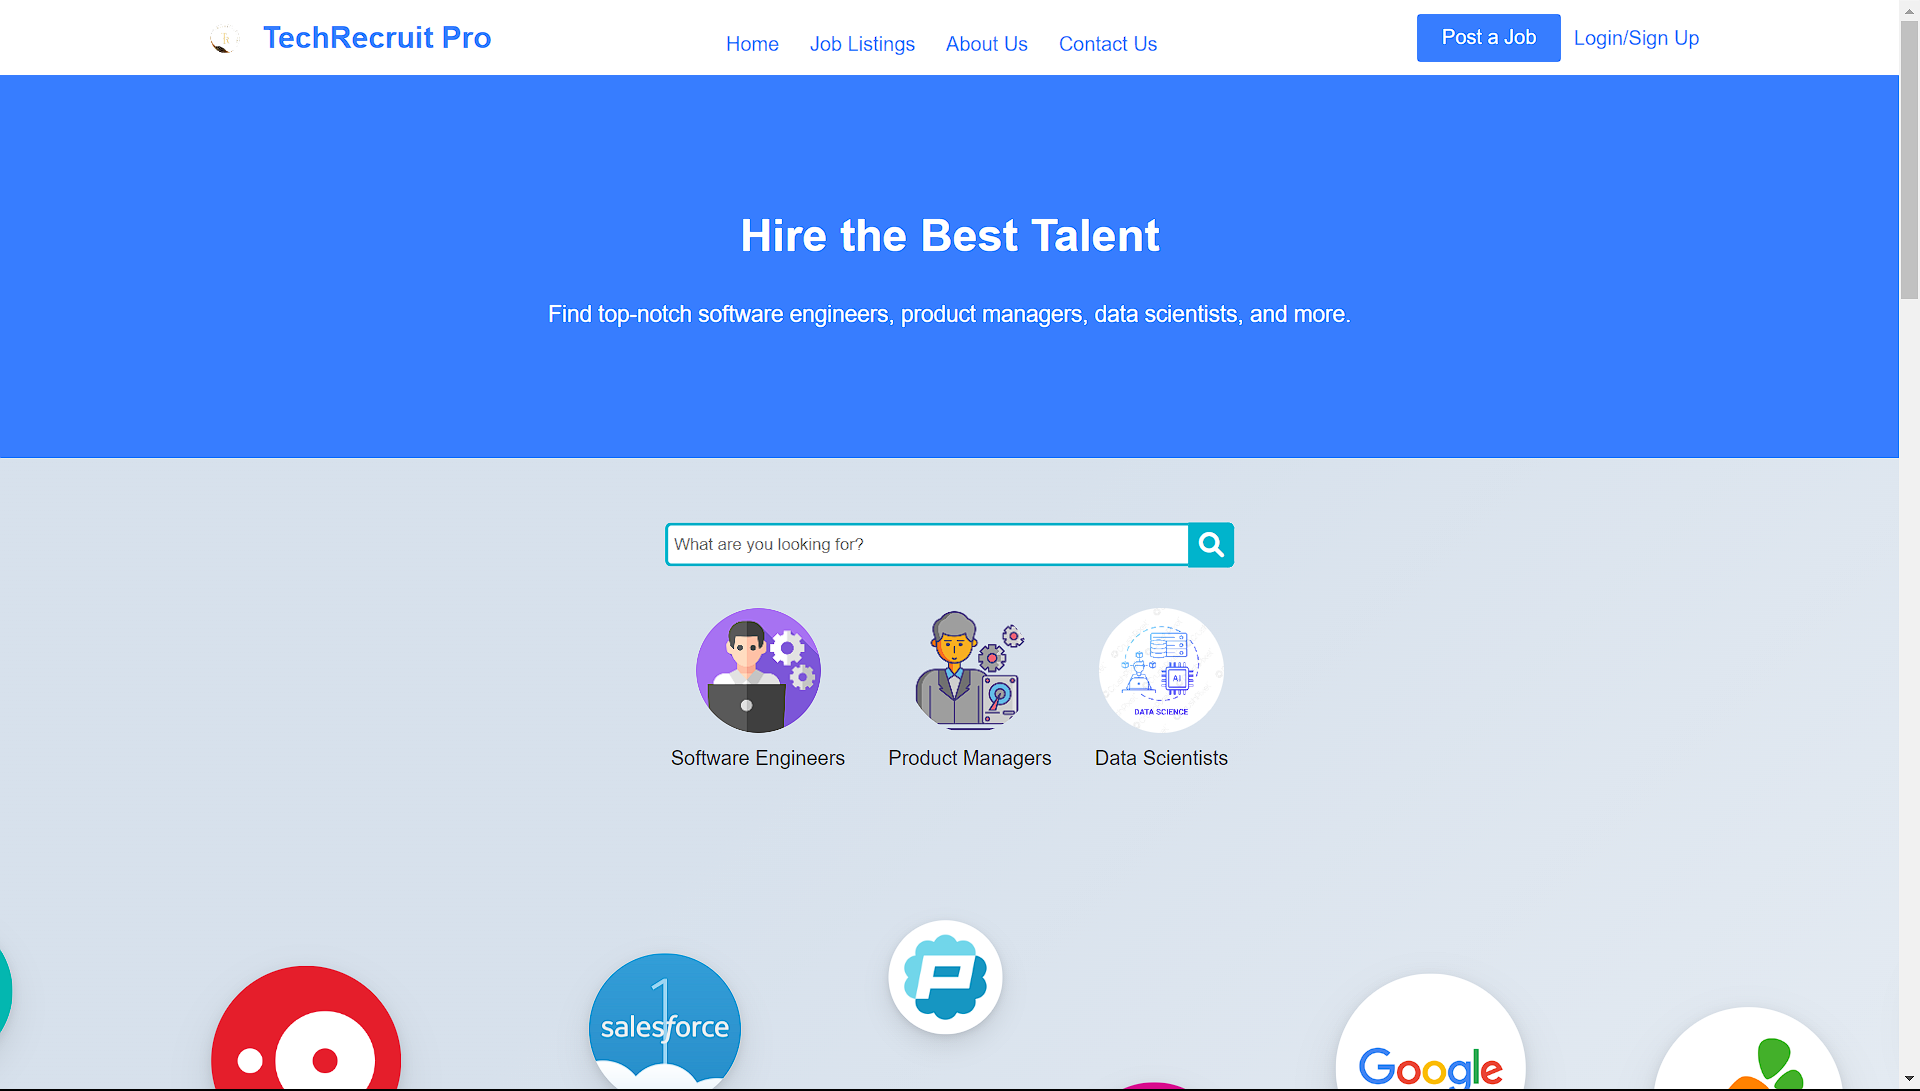 TechRecruit Pro
Home
Job Listings
About Us
Contact Us
Post a Job
Login/Sign Up
Hire the Best Talent
Find top-notch software engineers, product managers, data scientists, and more.
What are you looking for?
AI
DATA SCIENCE
Software Engineers
Product Managers
Data Scientists
P
1
salesforce
Google